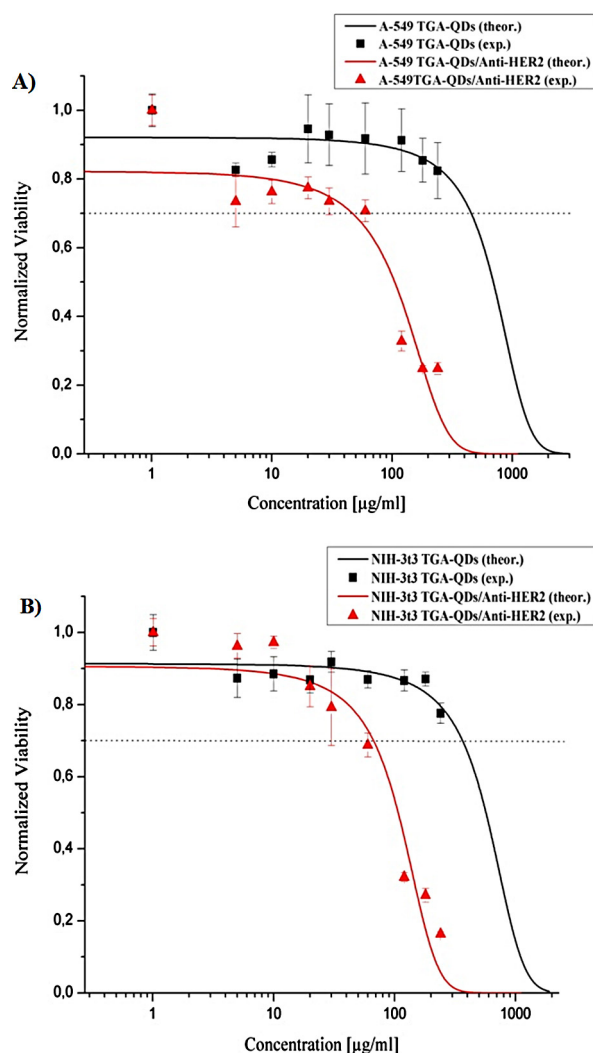 A)
A-549 TGA-QDs (theor.)
A-549 TGA-QDs (exp.)
A-549 TGA-QDs/Anti-HER2 (theor.)
A-549TGA-QDs/Anti-HER2 (exp.)
Normalized Viability
1,0
0,8
0,6
0,4
0,2
0,0
1
10
100
1000
Concentration [µg/ml]
B)
NIH-3t3 TGA-QDs (theor.)
NIH-3t3 TGA-QDs (exp.)
NIH-3t3 TGA-QDs/Anti-HER2 (theor.)
NIH-3t3 TGA-QDs/Anti-HER2 (exp.)
Normalized Viability
1,0
0,8
0,6
0,4
0,2
0,0
1
10
100
1000
Concentration [µg/ml]